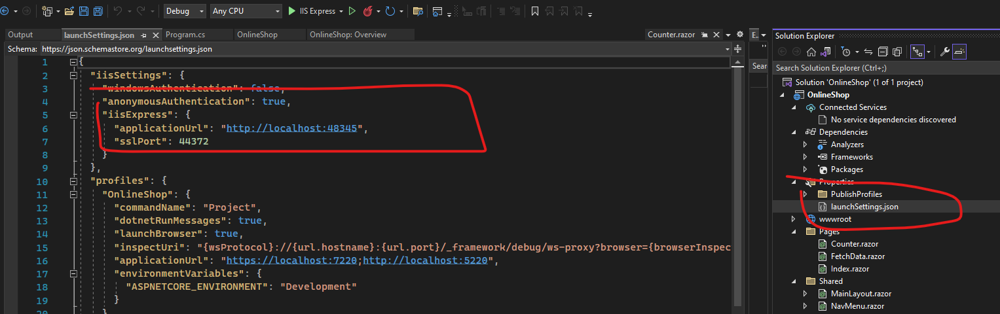 Debug
Any CPU
IIS Express
Output
launchSettings.json
Program.cs
OnlineShop
OnlineShop: Overview
Counter.razor
E.
Solution Explorer
Schema: https://json.schemastore.org/launchsettings.json
Sear
Search Solution Explorer (Ctrl+;)
1 {
2 "iisSettings": {
3 "windowsAuthentication": false,
4 "anonymousAuthentication": true,
5 "iisExpress": {
6 "applicationUrl": "http://localhost:48345",
7 "sslPort": 44372
8 }
9 },
10 "profiles": {
11 "OnlineShop": {
12 "commandName": "Project",
13 "dotnetRunMessages": true,
14 "launchBrowser": true,
15 "inspectUri": "{wsProtocol}://{url.hostname}:{url.port}/_framework/debug/ws-proxy?browser={browserInspec
16 "applicationUrl": "https://localhost:7220;http://localhost:5220",
17 "environmentVariables": {
18 "ASPNETCORE_ENVIRONMENT": "Development"
19 }
20 }
Solution 'OnlineShop' (1 of 1 project)
OnlineShop
Connected Services
No service dependencies discovered
Dependencies
Analyzers
Frameworks
Packages
Properties
PublishProfiles
launchSettings.json
wwwroot
Pages
Counter.razor
FetchData.razor
Index.razor
Shared
MainLayout.razor
NavMenu.razor